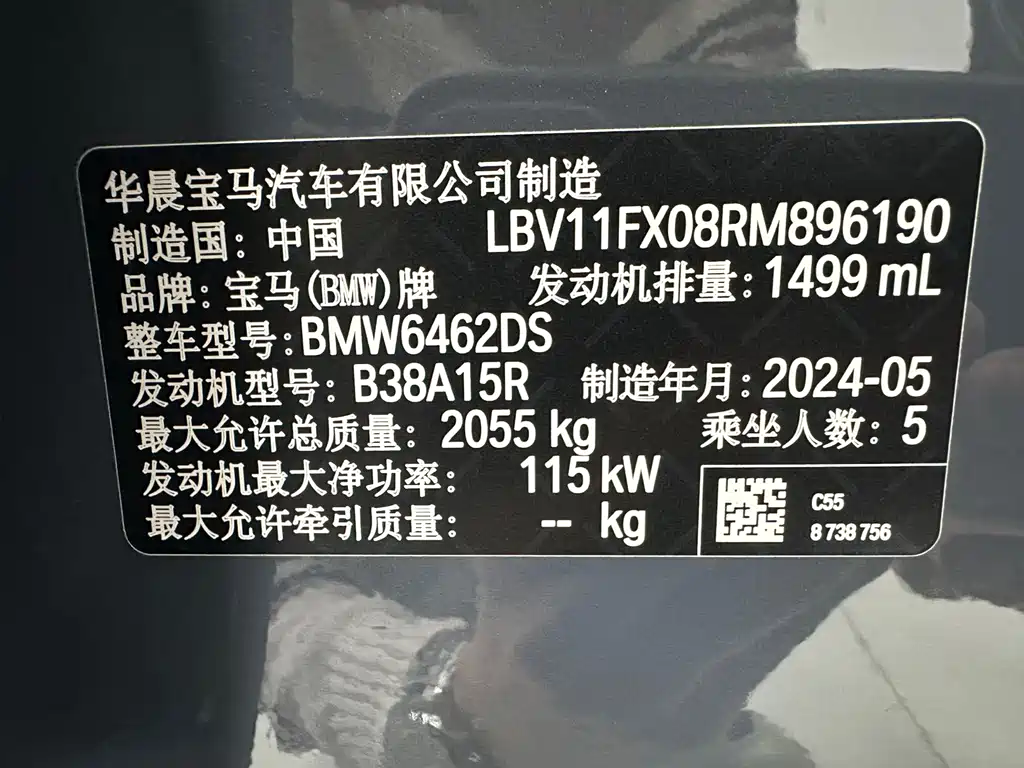 华晨宝马汽车有限公司制造
制造国：中国 LBV11FX08RM896190
品牌：宝马(BMW)牌 发动机排量：1499 mL
整车型号：BMW6462DS
发动机型号：B38A15R 制造年月：2024-05
最大允许总质量：2055 kg 乘坐人数：5
发动机最大净功率：115 kW
最大允许牵引质量：-- kg
C55
8 738 756